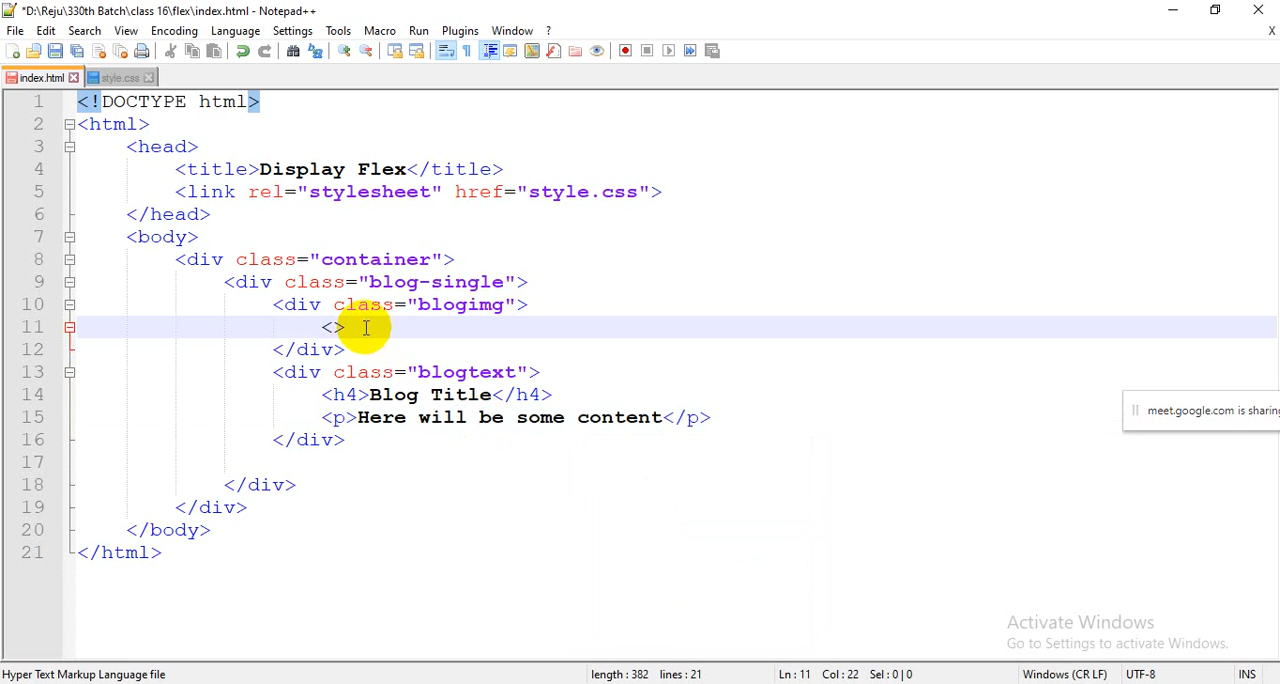 *D:\Reju\330th Batch\class 16\flex\index.html - Notepad++
File Edit Search View Encoding Language Settings Tools Macro Run Plugins Window ? X
index.html style.css
1 <!DOCTYPE html>
2 <html>
3 <head>
4 <title>Display Flex</title>
5 <link rel="stylesheet" href="style.css">
6 </head>
7 <body>
8 <div class="container">
9 <div class="blog-single">
10 <div class="blogimg">
11 <>
12 </div>
13 <div class="blogtext">
14 <h4>Blog Title</h4>
15 <p>Here will be some content</p>
16 </div>
17
18 </div>
19 </div>
20 </body>
21 </html>
meet.google.com is sharing
Activate Windows
Go to Settings to activate Windows.
Hyper Text Markup Language file length : 382 lines : 21 Ln : 11 Col : 22 Sel : 0 | 0 Windows (CR LF) UTF-8 INS